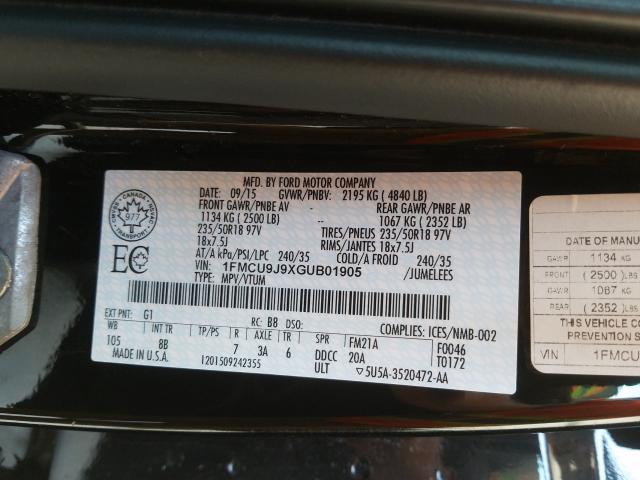 MFD. BY FORD MOTOR COMPANY
DATE: 09/15 GVWR/PNBV: 2195 KG ( 4840 LB)
FRONT GAWR/PNBE AV -- REAR GAWR/PNBE AR
1134 KG ( 2500 LB) -- 1067 KG ( 2352 LB)
235/50R18 97V TIRES/PNEUS 235/50R18 97V
18x7.5J RIMS/JANTES 18x7.5J
AT/A kPa/PSI/LPC 240/35 COLD/A FROID 240/35
VIN: 1FMCU9J9XGUB01905 /JUMELEES
TYPE: MPV/VTUM
CANADA
977
EC
EXT PNT: G1 RC: B8 DSO: COMPLIES: ICES/NMB-002
WB INT TR TP/PS R AXLE TR SPR FM21A F0046
105 8B 7 3A 6 DDCC 20A T0172
MADE IN U.S.A. 1201509242355 ULT 5U5A-3520472-AA
DATE OF MANU
GAWR 1134 K
FRONT (2500) LBS
GAWR 1067 K
REAR (2352) LBS
THIS VEHICLE CO
PREVENTION S
VIN 1FMCU